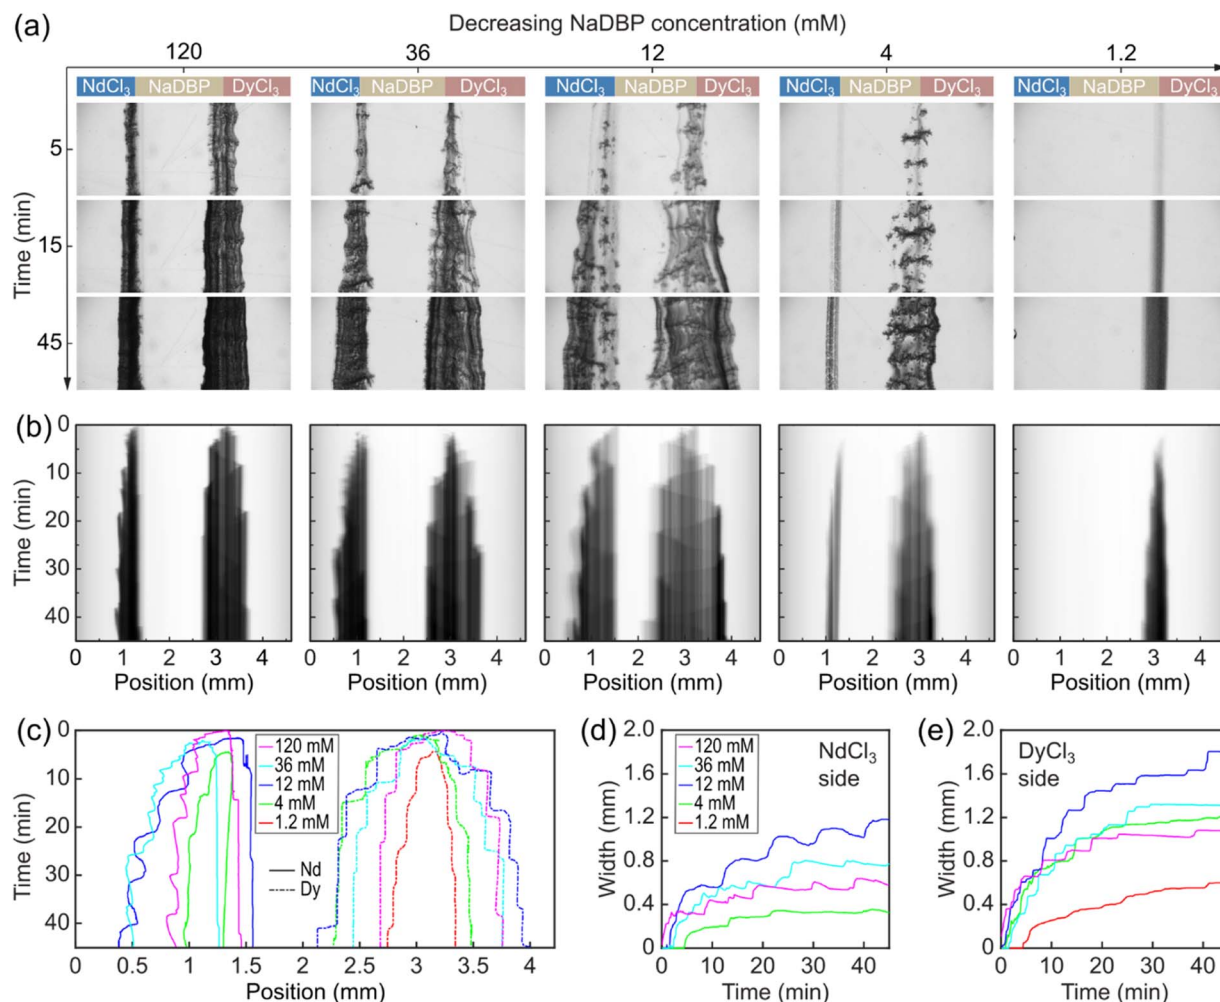 (a)
Decreasing NaDBP concentration (mM)
120 36 12 4 1.2
NdCl₃ NaDBP DyCl₃ NdCl₃ NaDBP DyCl₃ NdCl₃ NaDBP DyCl₃ NdCl₃ NaDBP DyCl₃ NdCl₃ NaDBP DyCl₃
Time (min)
5
15
45
(b)
Time (min)
0
10
20
30
40
0 1 2 3 4 0 1 2 3 4 0 1 2 3 4 0 1 2 3 4 0 1 2 3 4
Position (mm) Position (mm) Position (mm) Position (mm) Position (mm)
(c)
Time (min)
0
10
20
30
40
120 mM
36 mM
12 mM
4 mM
1.2 mM
Nd
Dy
0 0.5 1 1.5 2 2.5 3 3.5 4
Position (mm)
(d)
Width (mm)
2.0
1.6
1.2
0.8
0.4
0
120 mM
36 mM
12 mM
4 mM
1.2 mM
NdCl₃
side
0 10 20 30 40
Time (min)
(e)
Width (mm)
2.0
1.6
1.2
0.8
0.4
0
DyCl₃
side
0 10 20 30 40
Time (min)